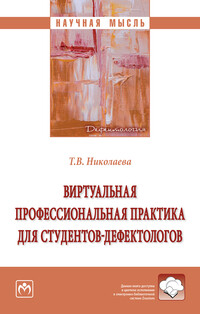 НАУЧНАЯ МЫСЛЬ
Дефектология
Т.В. Николаева
ВИРТУАЛЬНАЯ
ПРОФЕССИОНАЛЬНАЯ ПРАКТИКА
ДЛЯ СТУДЕНТОВ-ДЕФЕКТОЛОГОВ